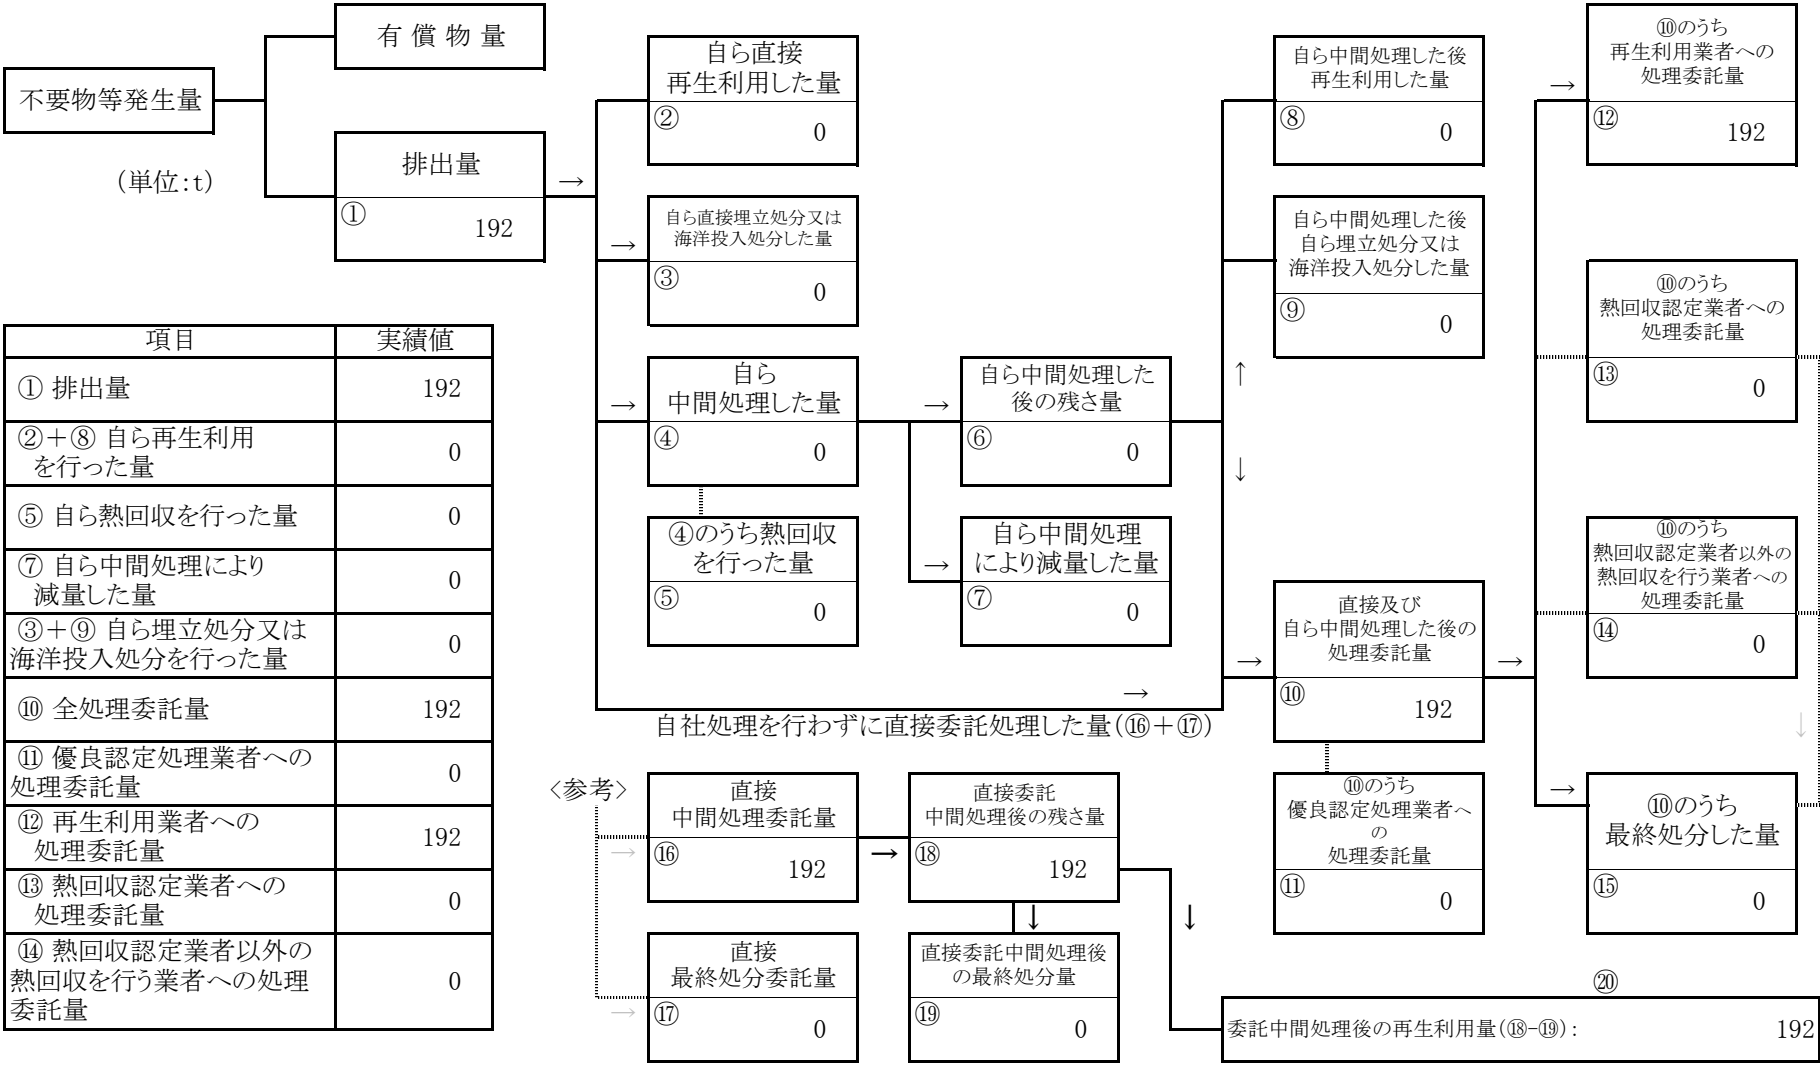 不要物等発生量
(単位:t)
有 償 物 量
排出量
①
192
→
自ら直接
再生利用した量
②
0
→
自ら直接埋立処分又は
海洋投入処分した量
③
0
→
自ら
中間処理した量
④
0
④のうち熱回収
を行った量
⑤
0
→
自ら中間処理した
後の残さ量
⑥
0
→
自ら中間処理
により減量した量
⑦
0
自ら中間処理した後
再生利用した量
⑧
0
自ら中間処理した後
自ら埋立処分又は
海洋投入処分した量
⑨
0
↑
↓
→
自社処理を行わずに直接委託処理した量(⑯+⑰)
→
直接及び
自ら中間処理した後の
処理委託量
⑩
192
⑩のうち
優良認定処理業者へ
の
処理委託量
⑪
0
→
→
⑩のうち
再生利用業者への
処理委託量
⑫
192
⑩のうち
熱回収認定業者への
処理委託量
⑬
0
⑩のうち
熱回収認定業者以外の
熱回収を行う業者への
処理委託量
⑭
0
↓
→
⑩のうち
最終処分した量
⑮
0
項目 実績値
① 排出量 192
②+⑧ 自ら再生利用
を行った量 0
⑤ 自ら熱回収を行った量 0
⑦ 自ら中間処理により
減量した量 0
③+⑨ 自ら埋立処分又は
海洋投入処分を行った量 0
⑩ 全処理委託量 192
⑪ 優良認定処理業者への
処理委託量 0
⑫ 再生利用業者への
処理委託量 192
⑬ 熱回収認定業者への
処理委託量 0
⑭ 熱回収認定業者以外の
熱回収を行う業者への処理
委託量 0
<参考>
→
直接
中間処理委託量
⑯
192
→
直接委託
中間処理後の残さ量
⑱
192
↓
↓
→
直接
最終処分委託量
⑰
0
直接委託中間処理後
の最終処分量
⑲
0
⑳
委託中間処理後の再生利用量(⑱-⑲): 192